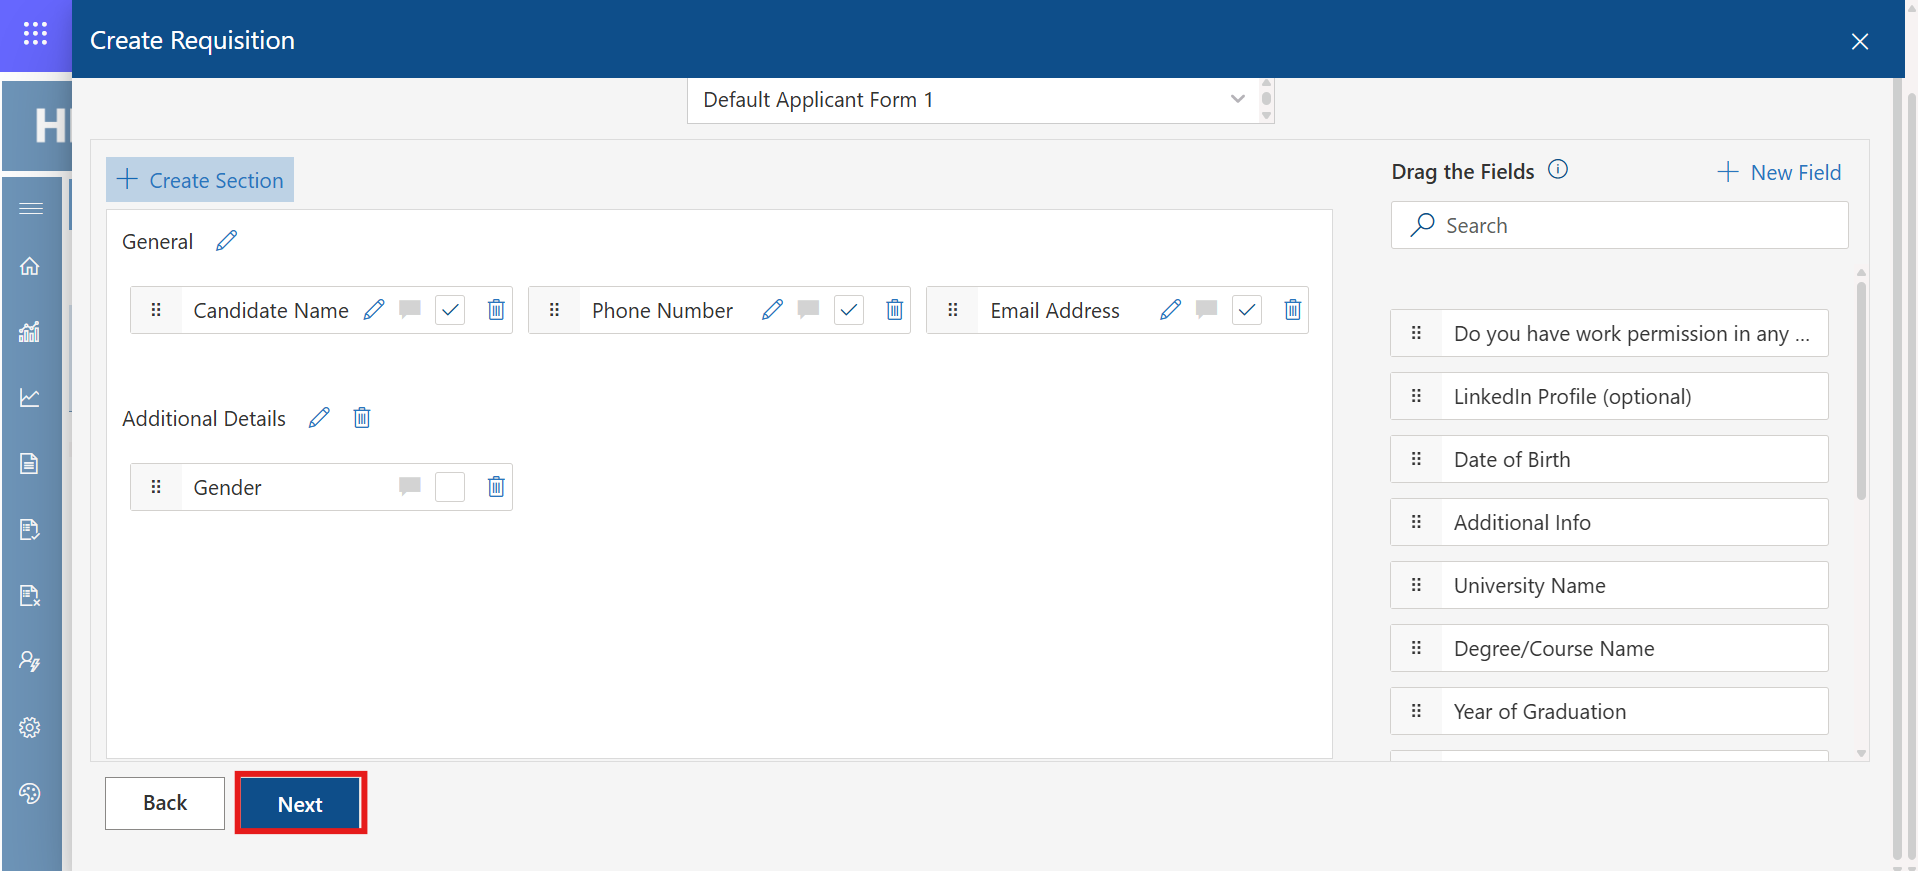 Create Requisition
Default Applicant Form 1
Create Section
Drag the Fields
New Field
Search
General
Candidate Name
Phone Number
Email Address
Additional Details
Gender
Do you have work permission in any ...
LinkedIn Profile (optional)
Date of Birth
Additional Info
University Name
Degree/Course Name
Year of Graduation
Back
Next